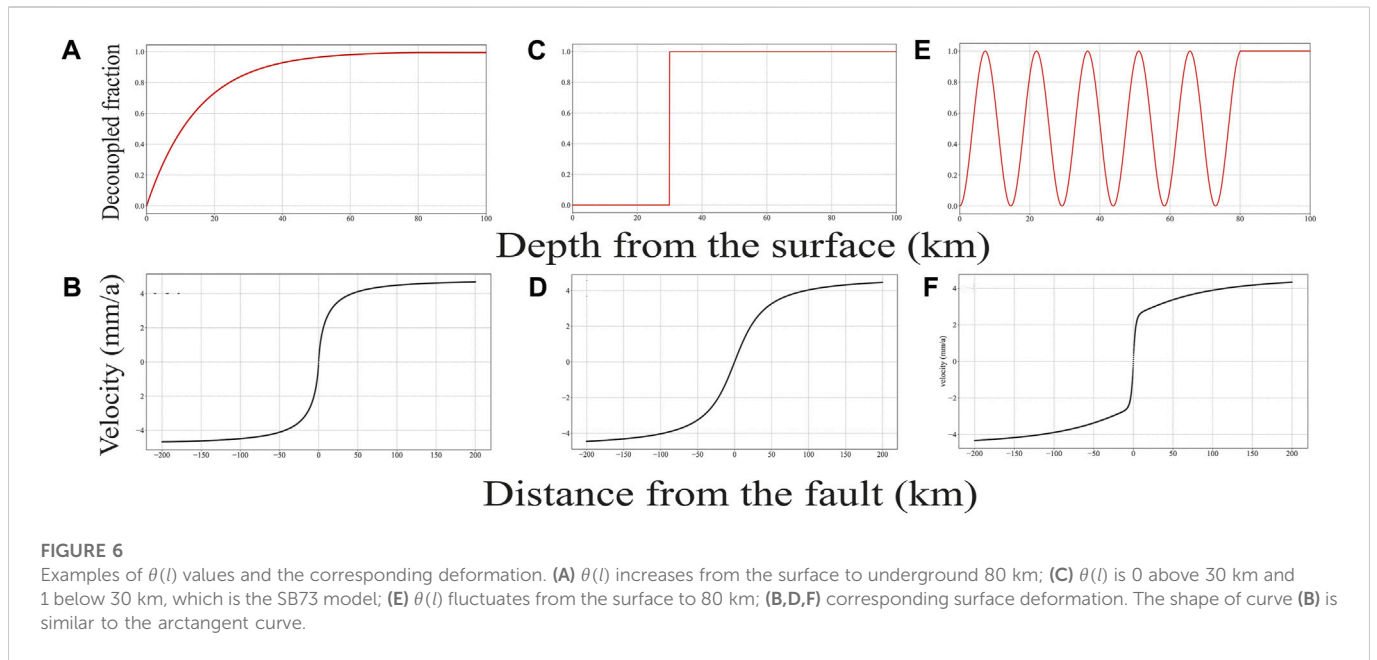 A
C
E
Decouopled fraction
1.0
0.8
0.6
0.4
0.2
0.0
0 20 40 60 80 100
1.0
0.8
0.6
0.4
0.2
0.0
0 20 40 60 80 100
1.0
0.8
0.6
0.4
0.2
0.0
0 20 40 60 80 100
Depth from the surface (km)
B
D
F
Velocity (mm/a)
4
2
0
2
−4
−200 −150 −100 −50 0 50 100 150 200
4
2
0
−2
−4
−200 −150 −100 −50 0 50 100 150 200
velocity (mm/a)
4
2
0
−2
−4
−200 −150 −100 −50 0 50 100 150 200
Distance from the fault (km)
FIGURE 6
Examples of θ(l) values and the corresponding deformation. (A) θ(l) increases from the surface to underground 80 km; (C) θ(l) is 0 above 30 km and
1 below 30 km, which is the SB73 model; (E) θ(l) fluctuates from the surface to 80 km; (B,D,F) corresponding surface deformation. The shape of curve (B) is
similar to the arctangent curve.